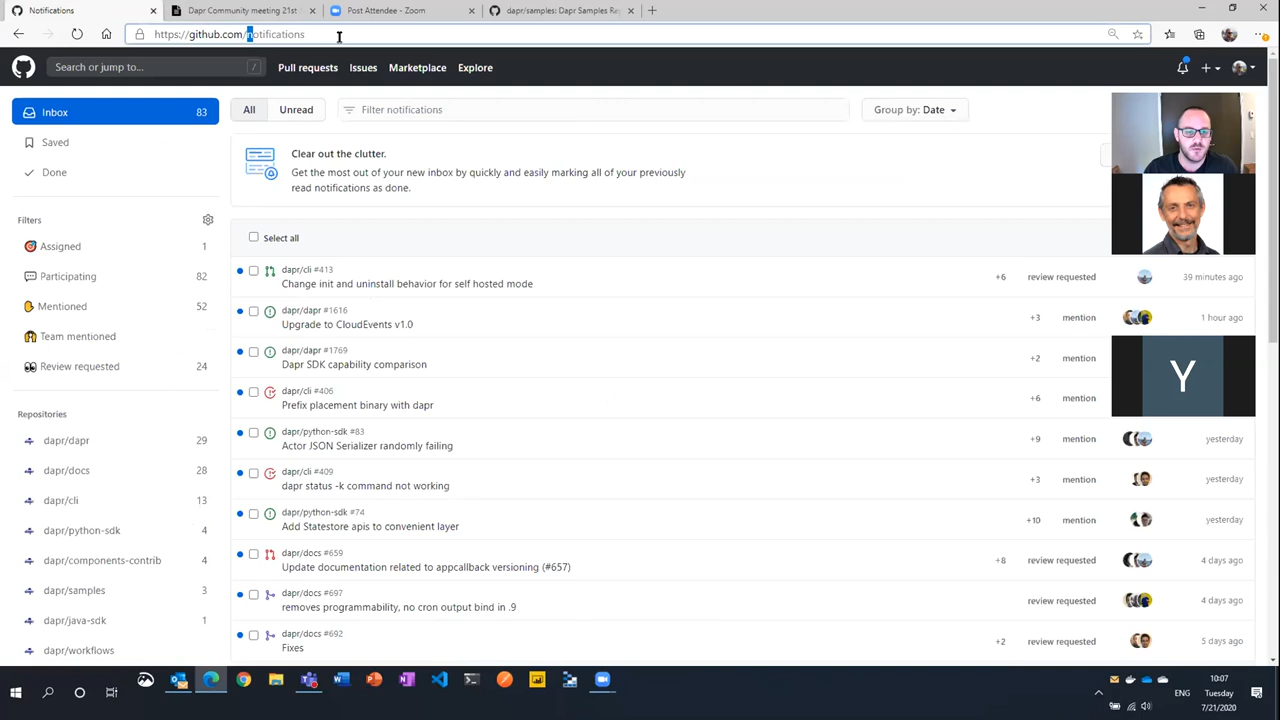 Notifications
Dapr Community meeting 21st
Post Attendee - Zoom
dapr/samples: Dapr Samples Re
https://github.com/notifications
Search or jump to...
/
Pull requests
Issues
Marketplace
Explore
Inbox 83
Saved
Done
Filters
Assigned 1
Participating 82
Mentioned 52
Team mentioned
Review requested 24
Repositories
dapr/dapr 29
dapr/docs 28
dapr/cli 13
dapr/python-sdk 4
dapr/components-contrib 4
dapr/samples 3
dapr/java-sdk 1
dapr/workflows
All
Unread
Filter notifications
Group by: Date
Clear out the clutter.
Get the most out of your new inbox by quickly and easily marking all of your previously
read notifications as done.
Select all
dapr/cli #413
Change init and uninstall behavior for self hosted mode
+6 review requested 39 minutes ago
dapr/dapr #1616
Upgrade to CloudEvents v1.0
+3 mention 1 hour ago
dapr/dapr #1769
Dapr SDK capability comparison
+2 mention
dapr/cli #406
Prefix placement binary with dapr
+6 mention
dapr/python-sdk #83
Actor JSON Serializer randomly failing
+9 mention yesterday
dapr/cli #409
dapr status -k command not working
+3 mention yesterday
dapr/python-sdk #74
Add Statestore apis to convenient layer
+10 mention yesterday
dapr/docs #659
Update documentation related to appcallback versioning (#657)
+8 review requested 4 days ago
dapr/docs #697
removes programmability, no cron output bind in .9
review requested 4 days ago
dapr/docs #692
Fixes
+2 review requested 5 days ago
Y
ENG
10:07
Tuesday
7/21/2020